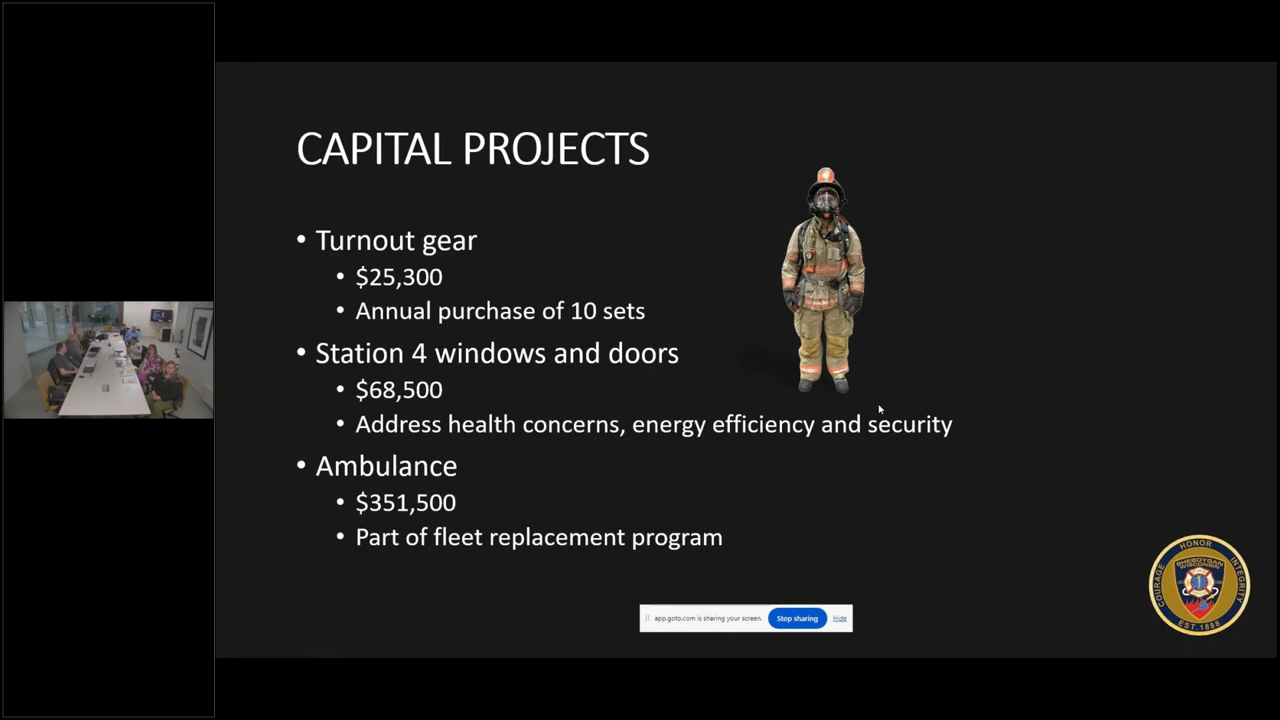 CAPITAL PROJECTS
• Turnout gear
• $25,300
• Annual purchase of 10 sets
• Station 4 windows and doors
• $68,500
• Address health concerns, energy efficiency and security
• Ambulance
• $351,500
• Part of fleet replacement program
HONOR
COURAGE
INTEGRITY
SHEBOYGAN
WISCONSIN
EST. 1888
app.goto.com is sharing your screen. Stop sharing Hide